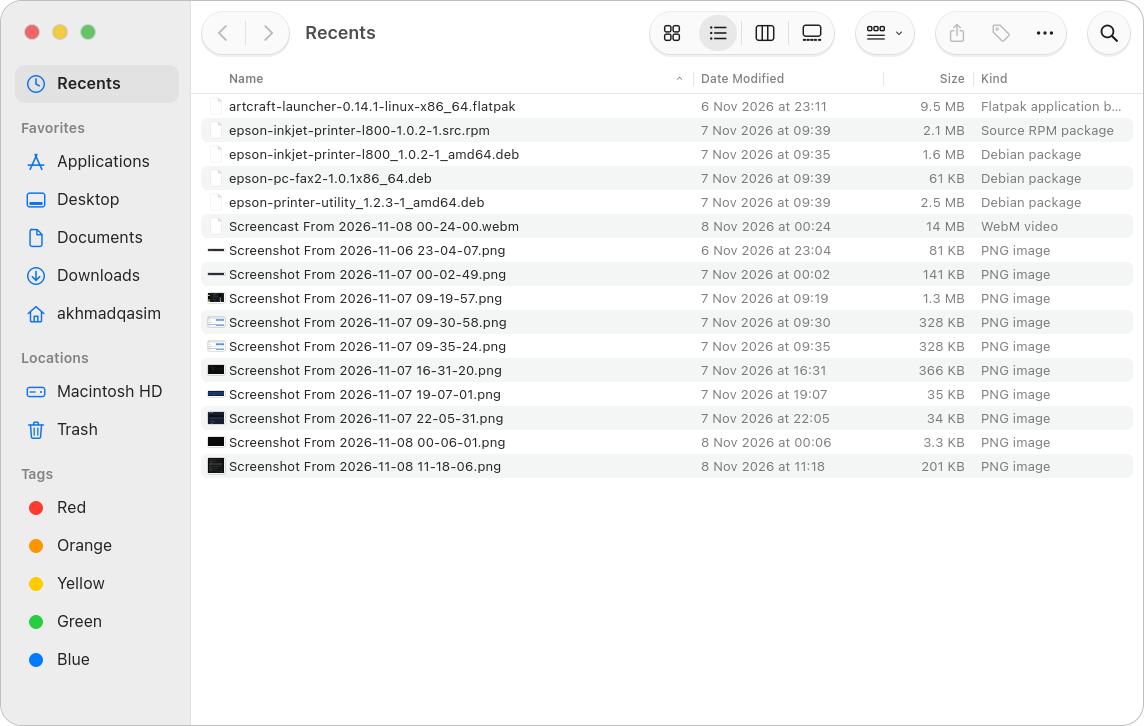 Recents
Recents
Favorites
Applications
Desktop
Documents
Downloads
akhmadqasim
Locations
Macintosh HD
Trash
Tags
Red
Orange
Yellow
Green
Blue
Name Date Modified Size Kind
artcraft-launcher-0.14.1-linux-x86_64.flatpak 6 Nov 2026 at 23:11 9.5 MB Flatpak application b...
epson-inkjet-printer-l800-1.0.2-1.src.rpm 7 Nov 2026 at 09:39 2.1 MB Source RPM package
epson-inkjet-printer-l800_1.0.2-1_amd64.deb 7 Nov 2026 at 09:35 1.6 MB Debian package
epson-pc-fax2-1.0.1x86_64.deb 7 Nov 2026 at 09:39 61 KB Debian package
epson-printer-utility_1.2.3-1_amd64.deb 7 Nov 2026 at 09:39 2.5 MB Debian package
Screencast From 2026-11-08 00-24-00.webm 8 Nov 2026 at 00:24 14 MB WebM video
Screenshot From 2026-11-06 23-04-07.png 6 Nov 2026 at 23:04 81 KB PNG image
Screenshot From 2026-11-07 00-02-49.png 7 Nov 2026 at 00:02 141 KB PNG image
Screenshot From 2026-11-07 09-19-57.png 7 Nov 2026 at 09:19 1.3 MB PNG image
Screenshot From 2026-11-07 09-30-58.png 7 Nov 2026 at 09:30 328 KB PNG image
Screenshot From 2026-11-07 09-35-24.png 7 Nov 2026 at 09:35 328 KB PNG image
Screenshot From 2026-11-07 16-31-20.png 7 Nov 2026 at 16:31 366 KB PNG image
Screenshot From 2026-11-07 19-07-01.png 7 Nov 2026 at 19:07 35 KB PNG image
Screenshot From 2026-11-07 22-05-31.png 7 Nov 2026 at 22:05 34 KB PNG image
Screenshot From 2026-11-08 00-06-01.png 8 Nov 2026 at 00:06 3.3 KB PNG image
Screenshot From 2026-11-08 11-18-06.png 8 Nov 2026 at 11:18 201 KB PNG image